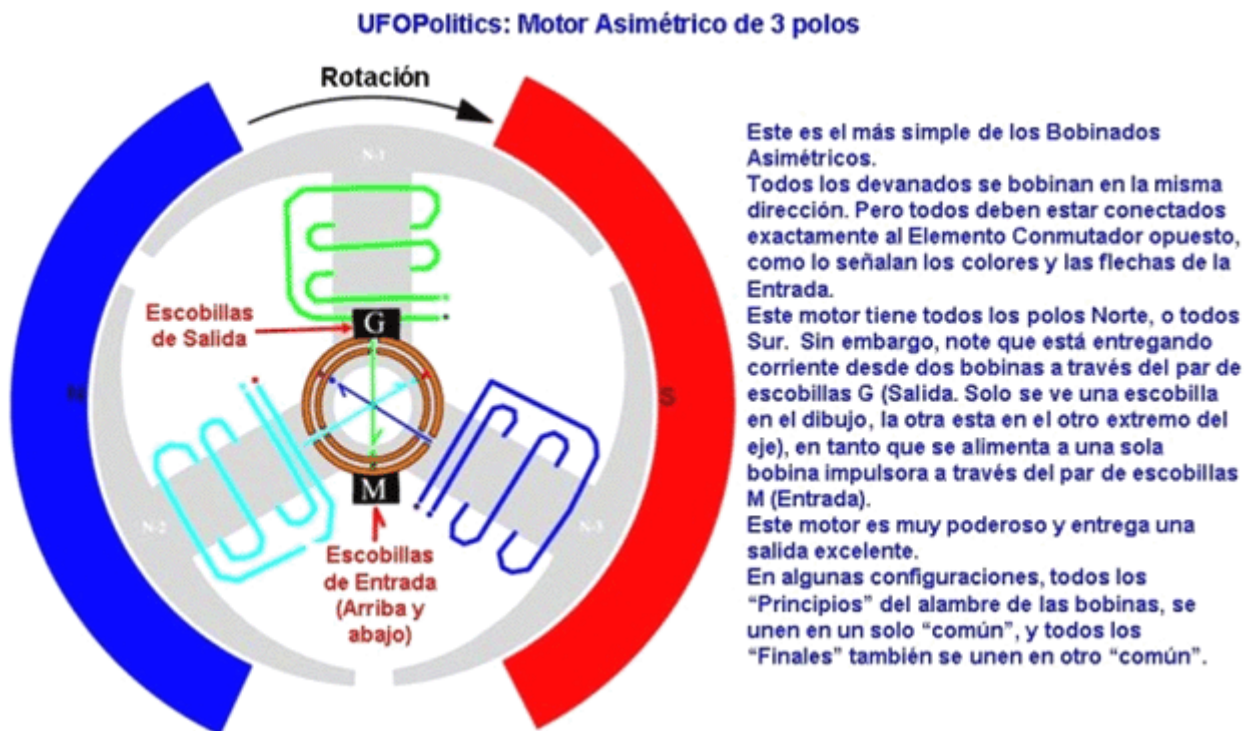 UFOPolitics: Motor Asimétrico de 3 polos
Rotación
N-1
Escobillas
de Salida
G
N
S
M
N-2
N-3
Escobillas
de Entrada
(Arriba y
abajo)
Este es el más simple de los Bobinados
Asimétricos.
Todos los devanados se bobinan en la misma
dirección. Pero todos deben estar conectados
exactamente al Elemento Conmutador opuesto,
como lo señalan los colores y las flechas de la
Entrada.
Este motor tiene todos los polos Norte, o todos
Sur. Sin embargo, note que está entregando
corriente desde dos bobinas a través del par de
escobillas G (Salida. Solo se ve una escobilla
en el dibujo, la otra esta en el otro extremo del
eje), en tanto que se alimenta a una sola
bobina impulsora a través del par de escobillas
M (Entrada).
Este motor es muy poderoso y entrega una
salida excelente.
En algunas configuraciones, todos los
“Principios” del alambre de las bobinas, se
unen en un solo “común”, y todos los
“Finales” también se unen en otro “común”.